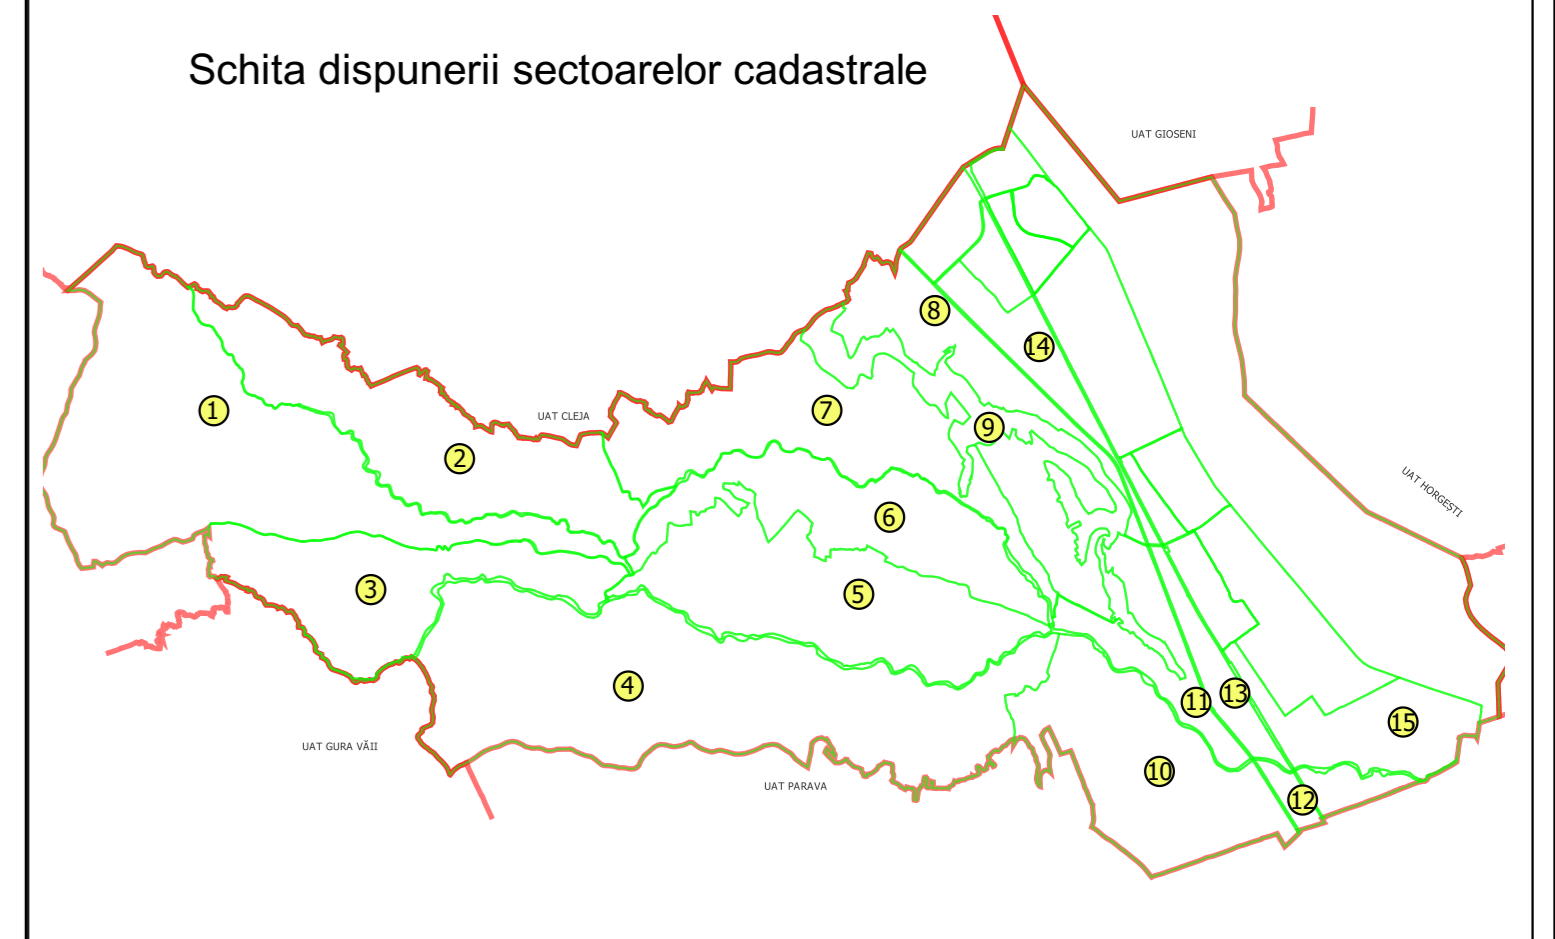 Schita dispunerii sectoarelor cadastrale
UAT GIOSENI
8
14
1
7
UAT CLEJA
9
2
UAT HORGEȘTI
6
3
5
4
13
11
15
UAT GURA VĂII
10
UAT PARAVA
12